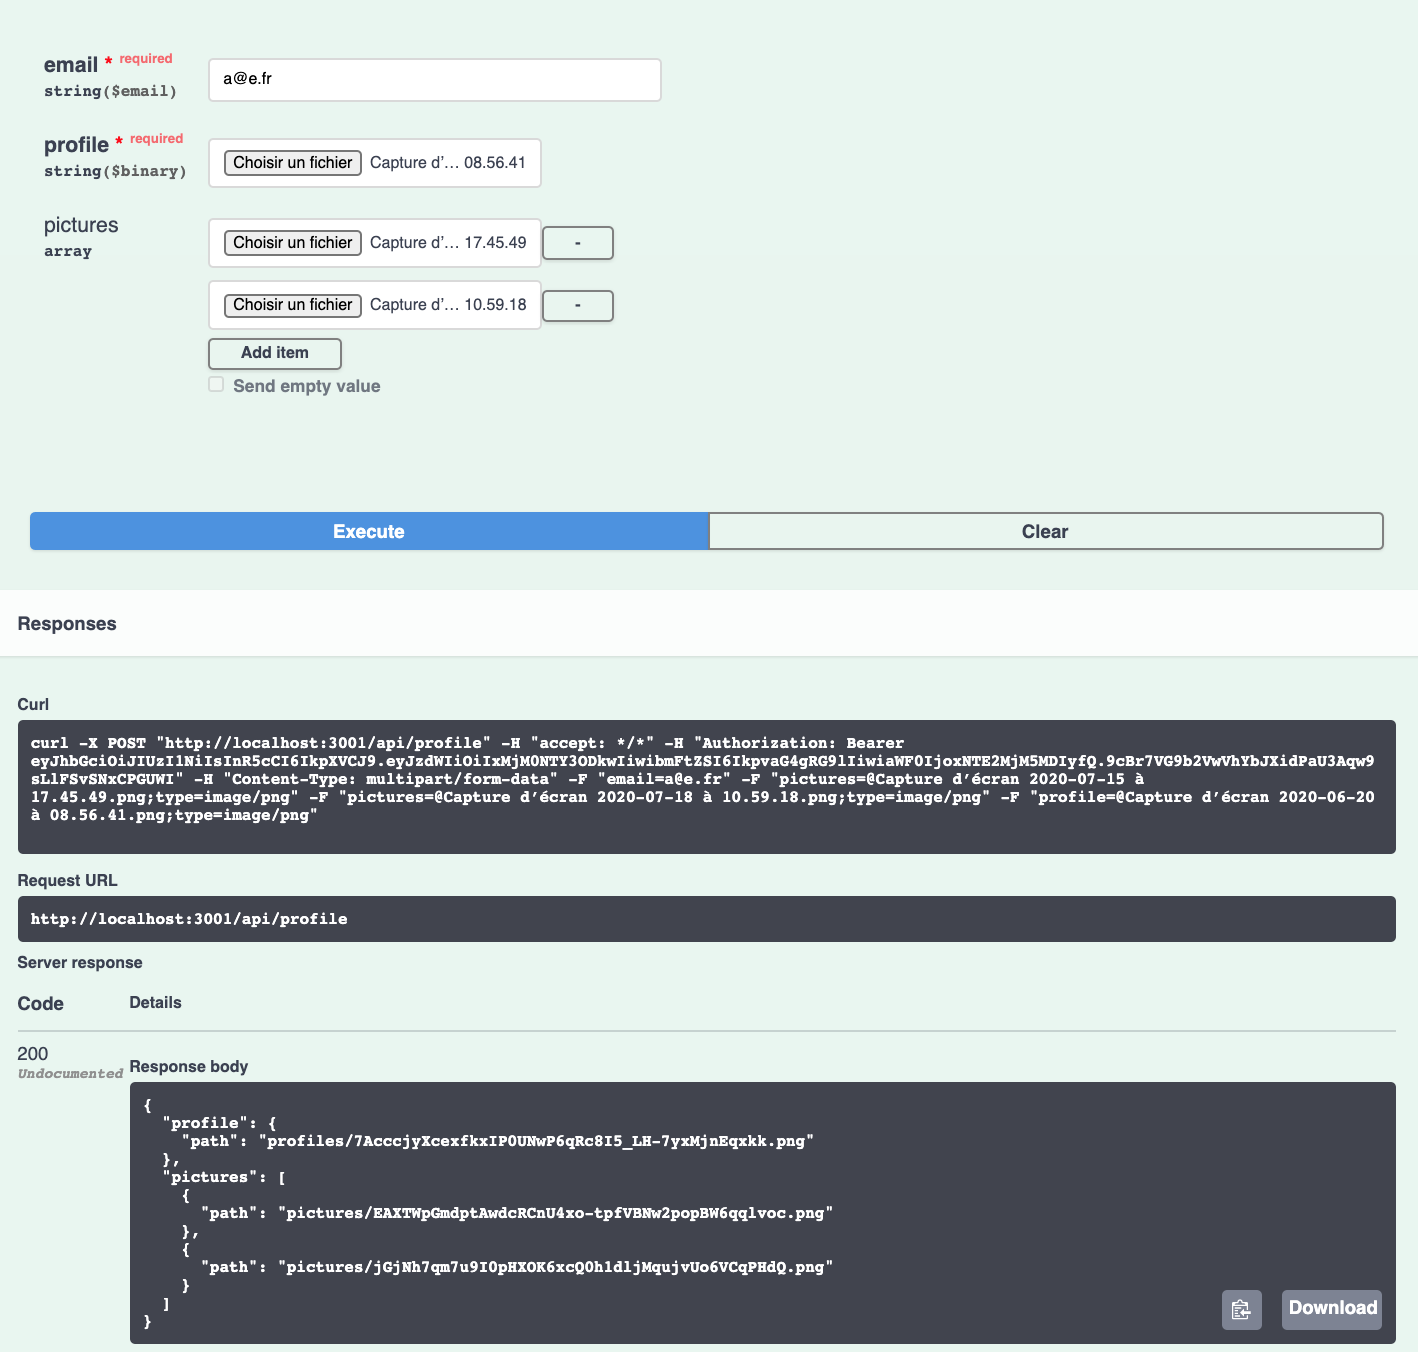 email * required
string($email)
a@e.fr
profile * required
string($binary)
Choisir un fichier Capture d’... 08.56.41
pictures
array
Choisir un fichier Capture d’... 17.45.49
-
Choisir un fichier Capture d’... 10.59.18
-
Add item
Send empty value
Execute
Clear
Responses
Curl
curl -X POST "http://localhost:3001/api/profile" -H "accept: */*" -H "Authorization: Bearer
eyJhbGciOiJIUzI1NiIsInR5cCI6IkpXVCJ9.eyJzdWIiOiIxMjM0NTY3ODkwIiwibmFtZSI6IkpvaG4gRG9lIiwiaWF0IjoxNTE2MjM5MDIyfQ.9cBr7VG9b2VwVhYbJXidPaU3Aqw9
sLlFSvSNxCPGUWI" -H "Content-Type: multipart/form-data" -F "email=a@e.fr" -F "pictures=@Capture d’écran 2020-07-15 à
17.45.49.png;type=image/png" -F "pictures=@Capture d’écran 2020-07-18 à 10.59.18.png;type=image/png" -F "profile=@Capture d’écran 2020-06-20
à 08.56.41.png;type=image/png"
Request URL
http://localhost:3001/api/profile
Server response
Code Details
200
Undocumented
Response body
{
"profile": {
"path": "profiles/7AcccjyXcexfkxIP0UNwP6qRc8I5_LH-7yxMjnEqxkk.png"
},
"pictures": [
{
"path": "pictures/EAXTWpGmdptAwdcRCnU4xo-tpfVBNw2popBW6qqlvoc.png"
},
{
"path": "pictures/jGjNh7qm7u9I0pHXOK6xcQ0h1dljMqujvUo6VCqPHdQ.png"
}
]
}
Download